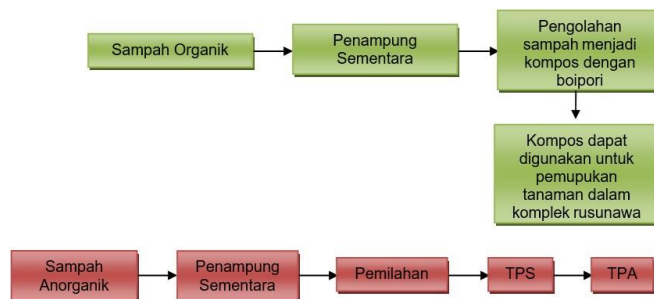 Sampah Organik
Penampung
Sementara
Pengolahan
sampah menjadi
kompos dengan
boipori
Kompos dapat
digunakan untuk
pemupukan
tanaman dalam
komplek rusunawa
Sampah
Anorganik
Penampung
Sementara
Pemilahan
TPS
TPA